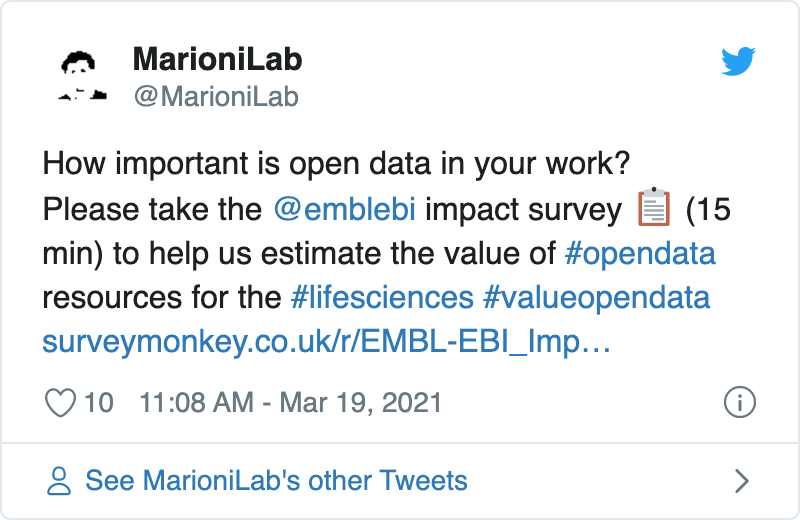 MarioniLab
@MarioniLab
How important is open data in your work?
Please take the @emblebi impact survey 📋 (15
min) to help us estimate the value of #opendata
resources for the #lifesciences #valueopendata
surveymonkey.co.uk/r/EMBL-EBI_Imp…
10 11:08 AM - Mar 19, 2021
See MarioniLab's other Tweets